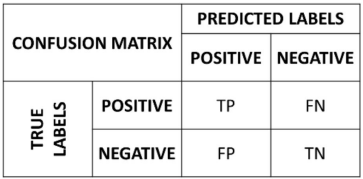 CONFUSION MATRIX
PREDICTED LABELS
POSITIVE NEGATIVE
TRUE
LABELS
POSITIVE TP FN
NEGATIVE FP TN